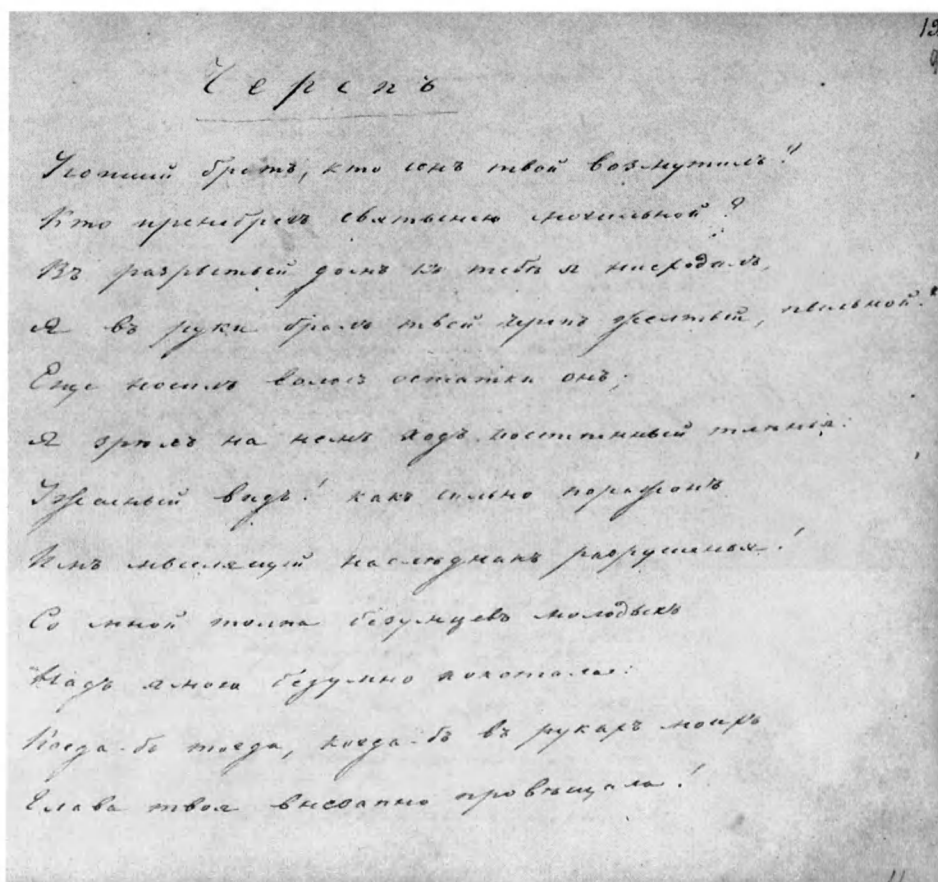 12
Черепъ
Усопшій братъ, кто сонъ твой возмутилъ?
Кто пренебрегъ святынею могильной?
Въ разрытый домъ къ тебѣ я нисходилъ,
Я въ руки бралъ твой черепъ желтый, пыльной!
Еще носилъ волосъ остатки онъ;
Я зрѣлъ на немъ ходъ постепенный тлѣнья:
Ужасный видъ! какъ сильно пораженъ
Имъ мыслящій наслѣдникъ разрушенья!
Со мной толпа безумцевъ молодыхъ
Надъ ямою безумно хохотала:
Когда-бъ тогда, когда-бъ въ рукахъ моихъ
Глава твоя внезапно провѣщала!